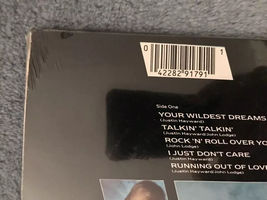 0
1
42282 91791
Side One
YOUR WILDEST DREAMS
(Justin Hayward)
TALKIN' TALKIN'
(Justin Hayward/John Lodge)
ROCK 'N' ROLL OVER YO
(John Lodge)
I JUST DON'T CARE
(Justin Hayward)
RUNNING OUT OF LOVE
(Justin Hayward/John Lodge)